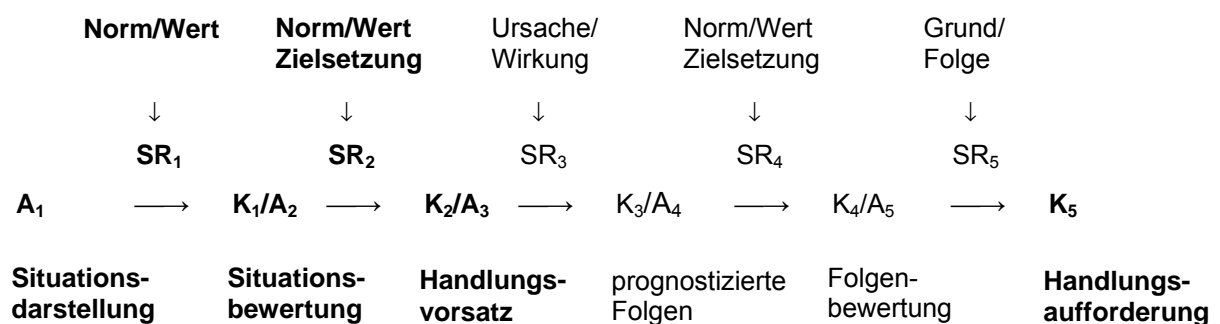 Norm/Wert Norm/Wert Ursache/ Norm/Wert Grund/
Zielsetzung Wirkung Zielsetzung Folge
↓ ↓ ↓ ↓ ↓
SR₁ SR₂ SR₃ SR₄ SR₅
A₁ ⟶ K₁/A₂ ⟶ K₂/A₃ ⟶ K₃/A₄ ⟶ K₄/A₅ ⟶ K₅
Situations- Situations- Handlungs- prognostizierte Folgen- Handlungs-
darstellung bewertung vorsatz Folgen bewertung aufforderung